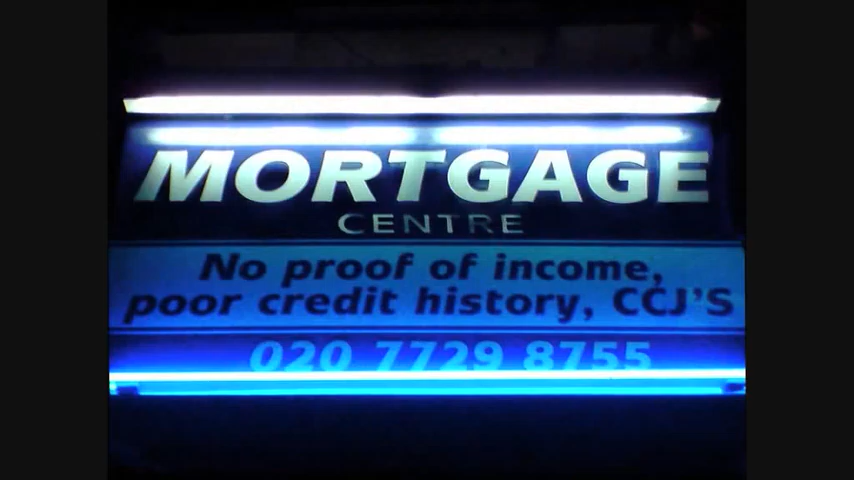 MORTGAGE
CENTRE
No proof of income,
poor credit history, CCJ'S
020 7729 8755